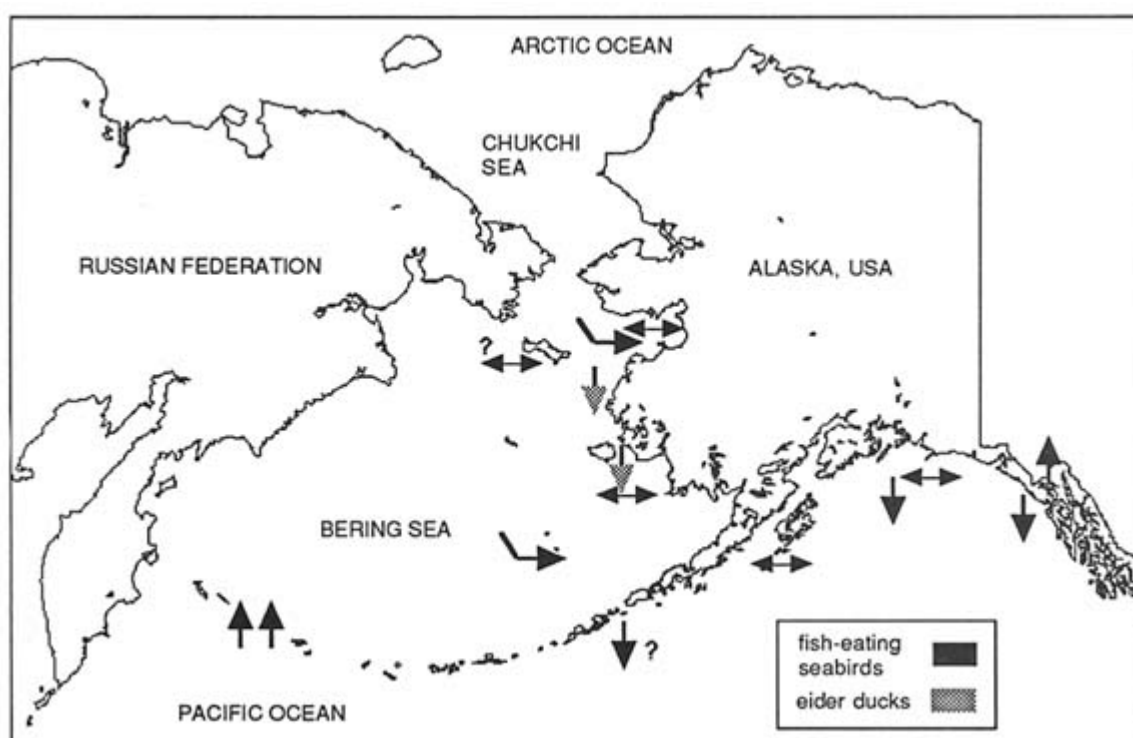 ARCTIC OCEAN
CHUKCHI
SEA
RUSSIAN FEDERATION
ALASKA, USA
?
BERING SEA
?
PACIFIC OCEAN
fish-eating
seabirds
eider ducks